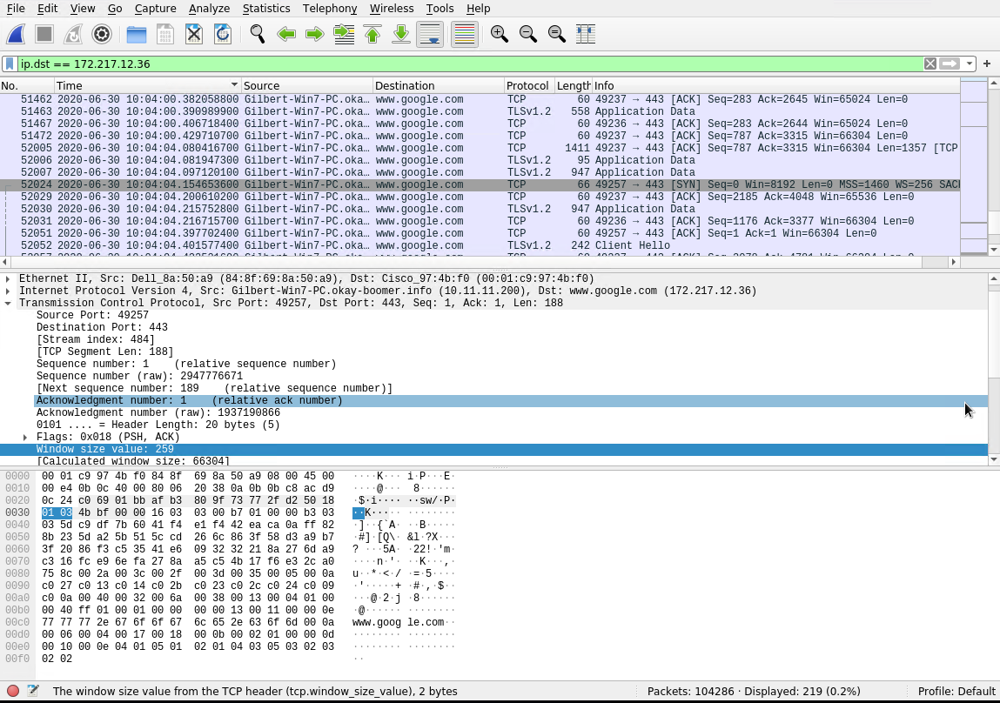 File Edit View Go Capture Analyze Statistics Telephony Wireless Tools Help
ip.dst == 172.217.12.36
No. Time Source Destination Protocol Length Info
51462 2020-06-30 10:04:00.382058800 Gilbert-Win7-PC.oka… www.google.com TCP 60 49237 → 443 [ACK] Seq=283 Ack=2645 Win=65024 Len=0
51463 2020-06-30 10:04:00.390989900 Gilbert-Win7-PC.oka… www.google.com TLSv1.2 558 Application Data
51467 2020-06-30 10:04:00.406718400 Gilbert-Win7-PC.oka… www.google.com TCP 60 49236 → 443 [ACK] Seq=283 Ack=2644 Win=65024 Len=0
51472 2020-06-30 10:04:00.429710700 Gilbert-Win7-PC.oka… www.google.com TCP 60 49237 → 443 [ACK] Seq=787 Ack=3315 Win=66304 Len=0
52005 2020-06-30 10:04:04.080416700 Gilbert-Win7-PC.oka… www.google.com TCP 1411 49237 → 443 [ACK] Seq=787 Ack=3315 Win=66304 Len=1357 [TCP
52006 2020-06-30 10:04:04.081947300 Gilbert-Win7-PC.oka… www.google.com TLSv1.2 95 Application Data
52007 2020-06-30 10:04:04.097120100 Gilbert-Win7-PC.oka… www.google.com TLSv1.2 947 Application Data
52024 2020-06-30 10:04:04.154653600 Gilbert-Win7-PC.oka… www.google.com TCP 66 49257 → 443 [SYN] Seq=0 Win=8192 Len=0 MSS=1460 WS=256 SAC
52029 2020-06-30 10:04:04.200610200 Gilbert-Win7-PC.oka… www.google.com TCP 60 49237 → 443 [ACK] Seq=2185 Ack=4048 Win=65536 Len=0
52030 2020-06-30 10:04:04.215752800 Gilbert-Win7-PC.oka… www.google.com TLSv1.2 947 Application Data
52031 2020-06-30 10:04:04.216715700 Gilbert-Win7-PC.oka… www.google.com TCP 60 49236 → 443 [ACK] Seq=1176 Ack=3377 Win=66304 Len=0
52051 2020-06-30 10:04:04.397702400 Gilbert-Win7-PC.oka… www.google.com TCP 60 49257 → 443 [ACK] Seq=1 Ack=1 Win=66304 Len=0
52052 2020-06-30 10:04:04.401577400 Gilbert-Win7-PC.oka… www.google.com TLSv1.2 242 Client Hello
Ethernet II, Src: Dell_8a:50:a9 (84:8f:69:8a:50:a9), Dst: Cisco_97:4b:f0 (00:01:c9:97:4b:f0)
Internet Protocol Version 4, Src: Gilbert-Win7-PC.okay-boomer.info (10.11.11.200), Dst: www.google.com (172.217.12.36)
Transmission Control Protocol, Src Port: 49257, Dst Port: 443, Seq: 1, Ack: 1, Len: 188
Source Port: 49257
Destination Port: 443
[Stream index: 484]
[TCP Segment Len: 188]
Sequence number: 1 (relative sequence number)
Sequence number (raw): 2947776671
[Next sequence number: 189 (relative sequence number)]
Acknowledgment number: 1 (relative ack number)
Acknowledgment number (raw): 1937190866
0101 .... = Header Length: 20 bytes (5)
Flags: 0x018 (PSH, ACK)
Window size value: 259
[Calculated window size: 66304]
0000 00 01 c9 97 4b f0 84 8f 69 8a 50 a9 08 00 45 00 ····K··· i·P···E·
0010 00 e4 0b 0c 40 00 80 06 20 38 0a 0b 0b c8 ac d9 ····@··· 8······
0020 0c 24 c0 69 01 bb af b3 80 9f 73 77 2f d2 50 18 ·$·i···· ··sw/·P·
0030 01 03 4b bf 00 00 16 03 03 00 b7 01 00 00 b3 03 ··K····· ········
0040 03 5d c9 df 7b 60 41 f4 e1 f4 42 ea ca 0a ff 82 ·]··{`A· ··B·····
0050 8b 23 5d a2 5b 51 5c cd 26 6c 86 3f 58 d3 a9 b7 ·#]·[Q\· &l·?X···
0060 3f 20 86 f3 c5 35 41 e6 09 32 32 21 8a 27 6d a9 ? ···5A· ·22!·'m·
0070 c3 16 fc e9 6e fa 27 8a a5 c5 4b 17 f6 e3 2c a0 ····n·'· ··K···,·
0080 75 8c 00 2a 00 3c 00 2f 00 3d 00 35 00 05 00 0a u··*·<·/ ·=·5····
0090 c0 27 c0 13 c0 14 c0 2b c0 23 c0 2c c0 24 c0 09 ·'·····+ ·#·,·$··
00a0 c0 0a 00 40 00 32 00 6a 00 38 00 13 00 04 01 00 ···@·2·j ·8······
00b0 00 40 ff 01 00 01 00 00 00 00 13 00 11 00 00 0e ·@······ ········
00c0 77 77 77 2e 67 6f 6f 67 6c 65 2e 63 6f 6d 00 0a www.goog le.com··
00d0 00 06 00 04 00 17 00 18 00 0b 00 02 01 00 00 0d ········ ········
00e0 00 10 00 0e 04 01 05 01 02 01 04 03 05 03 02 03 ········ ········
00f0 02 02 ··
The window size value from the TCP header (tcp.window_size_value), 2 bytes Packets: 104286 · Displayed: 219 (0.2%) Profile: Default